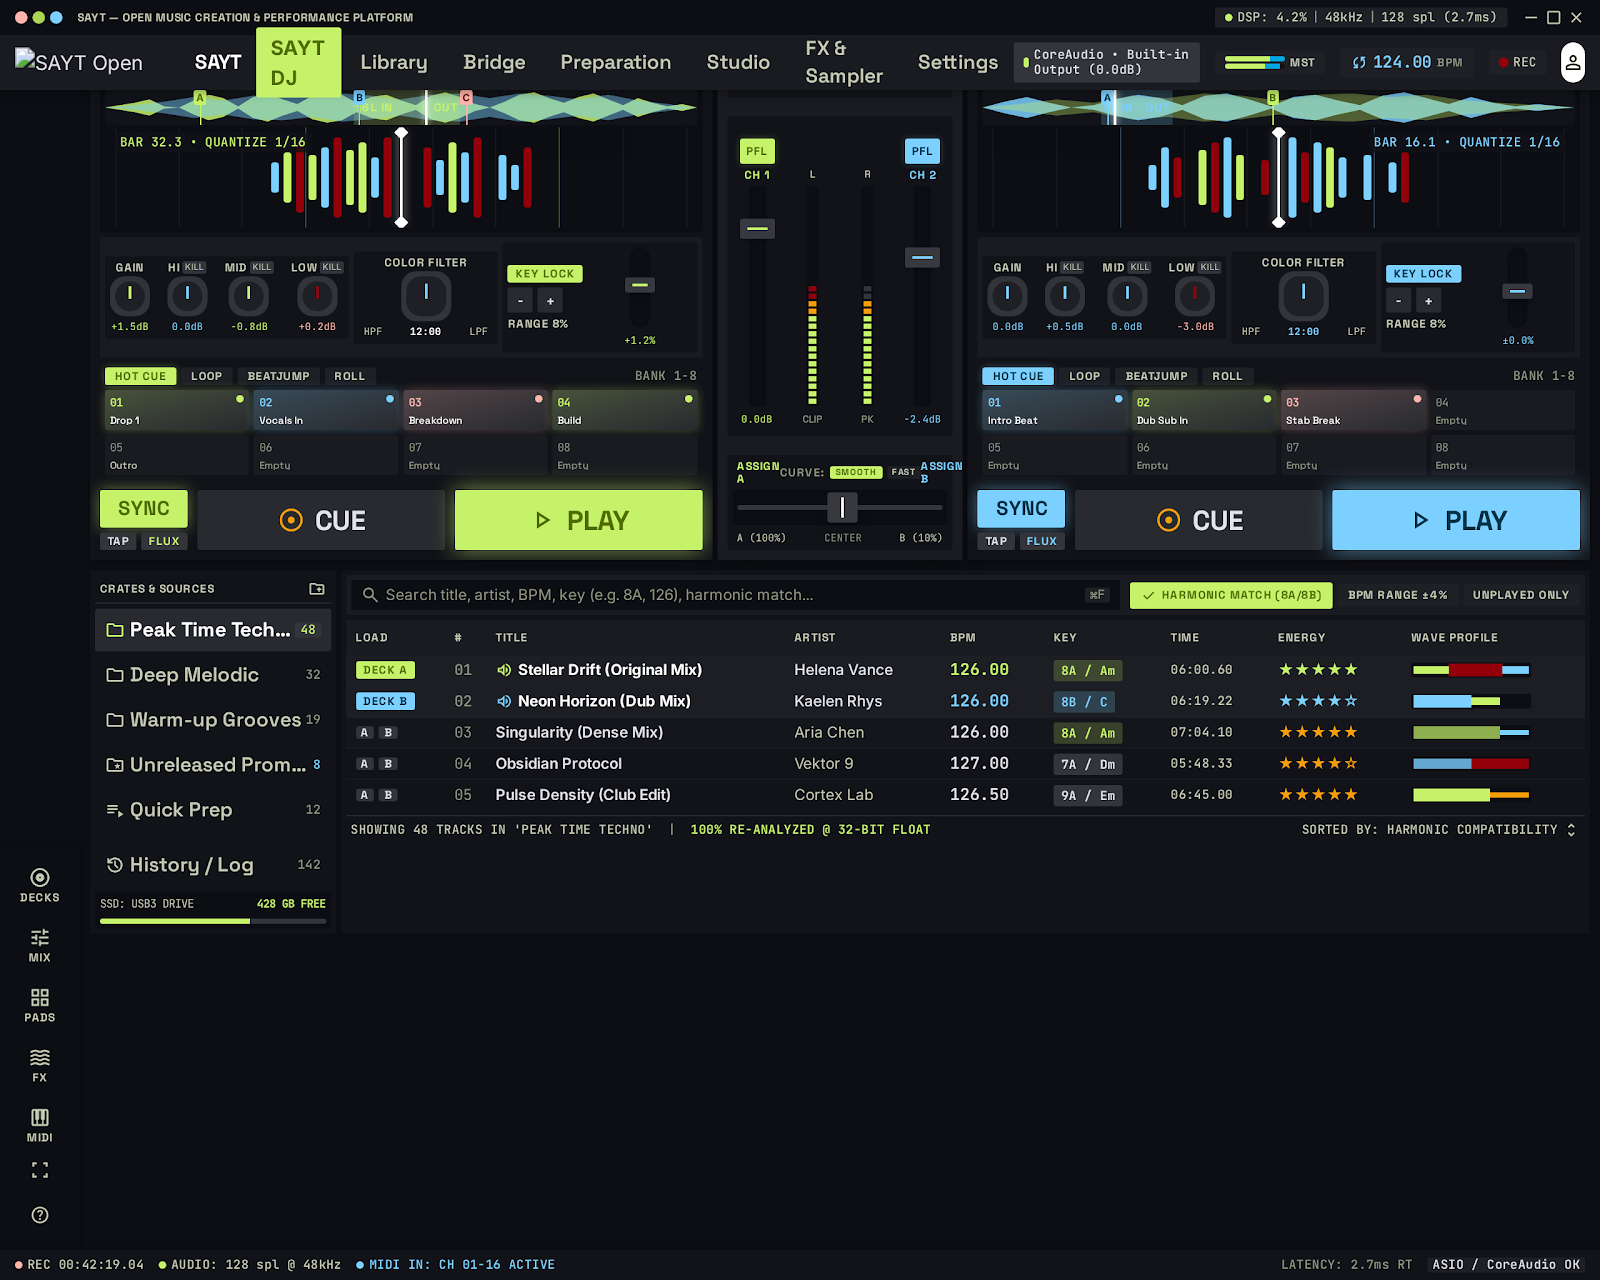 SAYT — OPEN MUSIC CREATION & PERFORMANCE PLATFORM
DSP: 4.2% | 48kHz | 128 spl (2.7ms)
SAYT Open
SAYT
SAYT
DJ
Library
Bridge
Preparation
Studio
FX &
Sampler
Settings
CoreAudio • Built-in
Output (0.0dB)
MST
124.00 BPM
REC
A
B
C
OUT
A
B
BAR 32.3 • QUANTIZE 1/16
BAR 16.1 • QUANTIZE 1/16
PFL
CH 1
L
R
PFL
CH 2
0.0dB
CLIP
PK
-2.4dB
GAIN
HI KILL
MID KILL
LOW KILL
+1.5dB
0.0dB
-0.8dB
+0.2dB
COLOR FILTER
HPF
12:00
LPF
KEY LOCK
-
+
RANGE 8%
+1.2%
GAIN
HI KILL
MID KILL
LOW KILL
0.0dB
+0.5dB
0.0dB
-3.0dB
COLOR FILTER
HPF
12:00
LPF
KEY LOCK
-
+
RANGE 8%
±0.0%
HOT CUE
LOOP
BEATJUMP
ROLL
BANK 1-8
01
Drop 1
02
Vocals In
03
Breakdown
04
Build
05
Outro
06
Empty
07
Empty
08
Empty
HOT CUE
LOOP
BEATJUMP
ROLL
BANK 1-8
01
Intro Beat
02
Dub Sub In
03
Stab Break
04
Empty
05
Empty
06
Empty
07
Empty
08
Empty
ASSIGN
A
CURVE:
SMOOTH
FAST
ASSIGN
B
A (100%)
CENTER
B (10%)
SYNC
TAP
FLUX
CUE
PLAY
SYNC
TAP
FLUX
CUE
PLAY
CRATES & SOURCES
Peak Time Tech... 48
Deep Melodic 32
Warm-up Grooves 19
Unreleased Prom... 8
Quick Prep 12
History / Log 142
SSD: USB3 DRIVE 428 GB FREE
Search title, artist, BPM, key (e.g. 8A, 126), harmonic match...
⌘F
HARMONIC MATCH (8A/8B)
BPM RANGE ±4%
UNPLAYED ONLY
LOAD # TITLE ARTIST BPM KEY TIME ENERGY WAVE PROFILE
DECK A 01 Stellar Drift (Original Mix) Helena Vance 126.00 8A / Am 06:00.60 ★★★★★
DECK B 02 Neon Horizon (Dub Mix) Kaelen Rhys 126.00 8B / C 06:19.22 ★★★★☆
A B 03 Singularity (Dense Mix) Aria Chen 126.00 8A / Am 07:04.10 ★★★★★
A B 04 Obsidian Protocol Vektor 9 127.00 7A / Dm 05:48.33 ★★★★☆
A B 05 Pulse Density (Club Edit) Cortex Lab 126.50 9A / Em 06:45.00 ★★★★★
SHOWING 48 TRACKS IN 'PEAK TIME TECHNO' | 100% RE-ANALYZED @ 32-BIT FLOAT
SORTED BY: HARMONIC COMPATIBILITY
DECKS
MIX
PADS
FX
MIDI
REC 00:42:19.04
AUDIO: 128 spl @ 48kHz
MIDI IN: CH 01-16 ACTIVE
LATENCY: 2.7ms RT
ASIO / CoreAudio OK